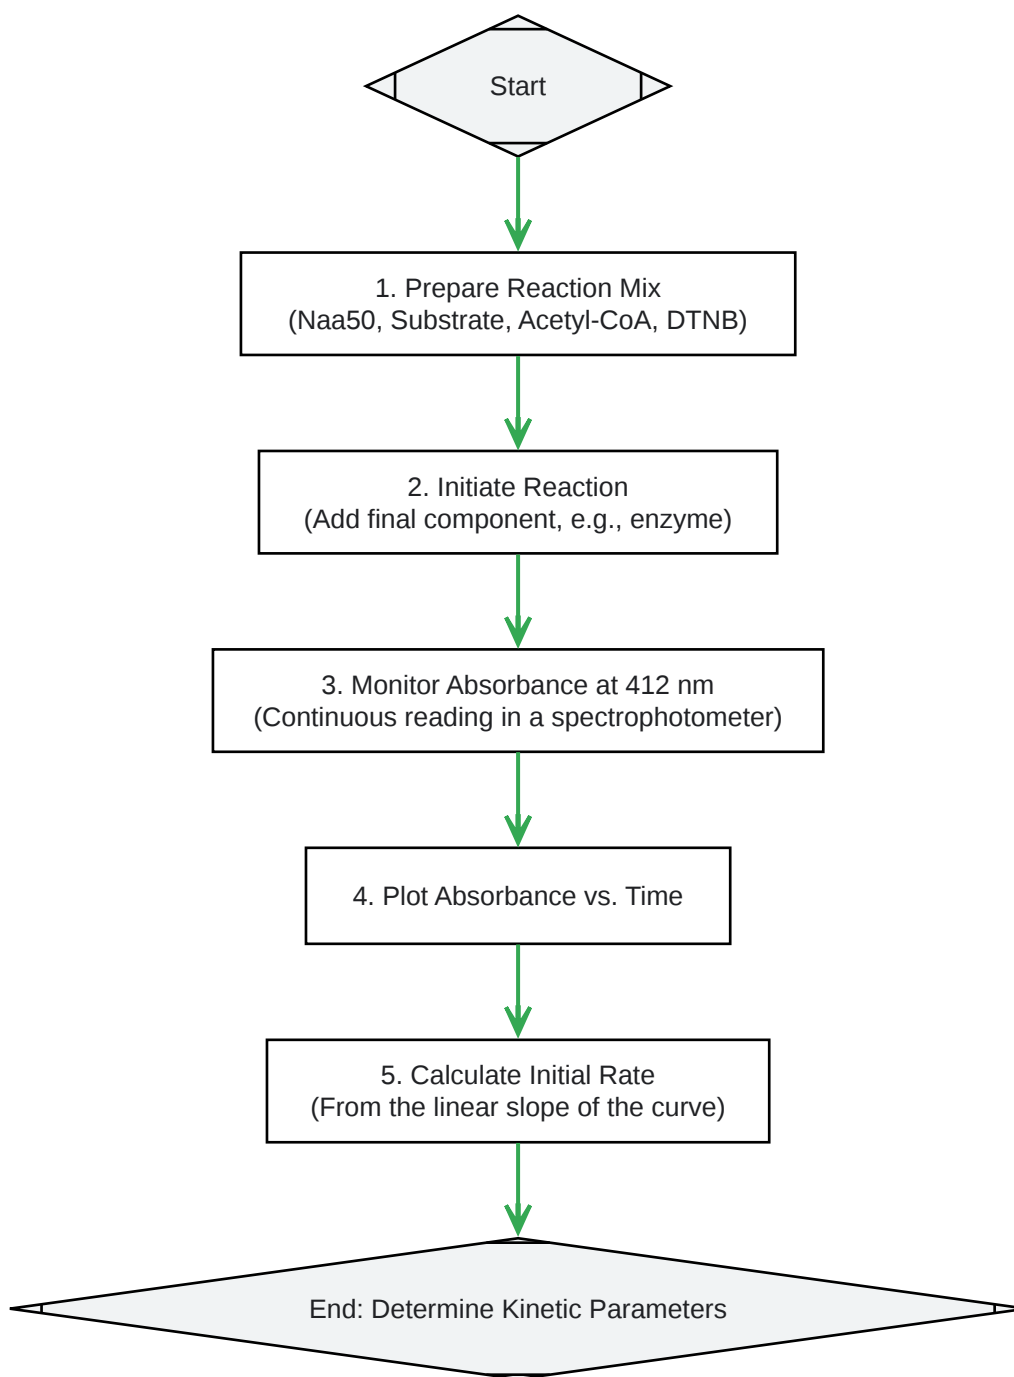 Start
1. Prepare Reaction Mix
(Naa50, Substrate, Acetyl-CoA, DTNB)
2. Initiate Reaction
(Add final component, e.g., enzyme)
3. Monitor Absorbance at 412 nm
(Continuous reading in a spectrophotometer)
4. Plot Absorbance vs. Time
5. Calculate Initial Rate
(From the linear slope of the curve)
End: Determine Kinetic Parameters